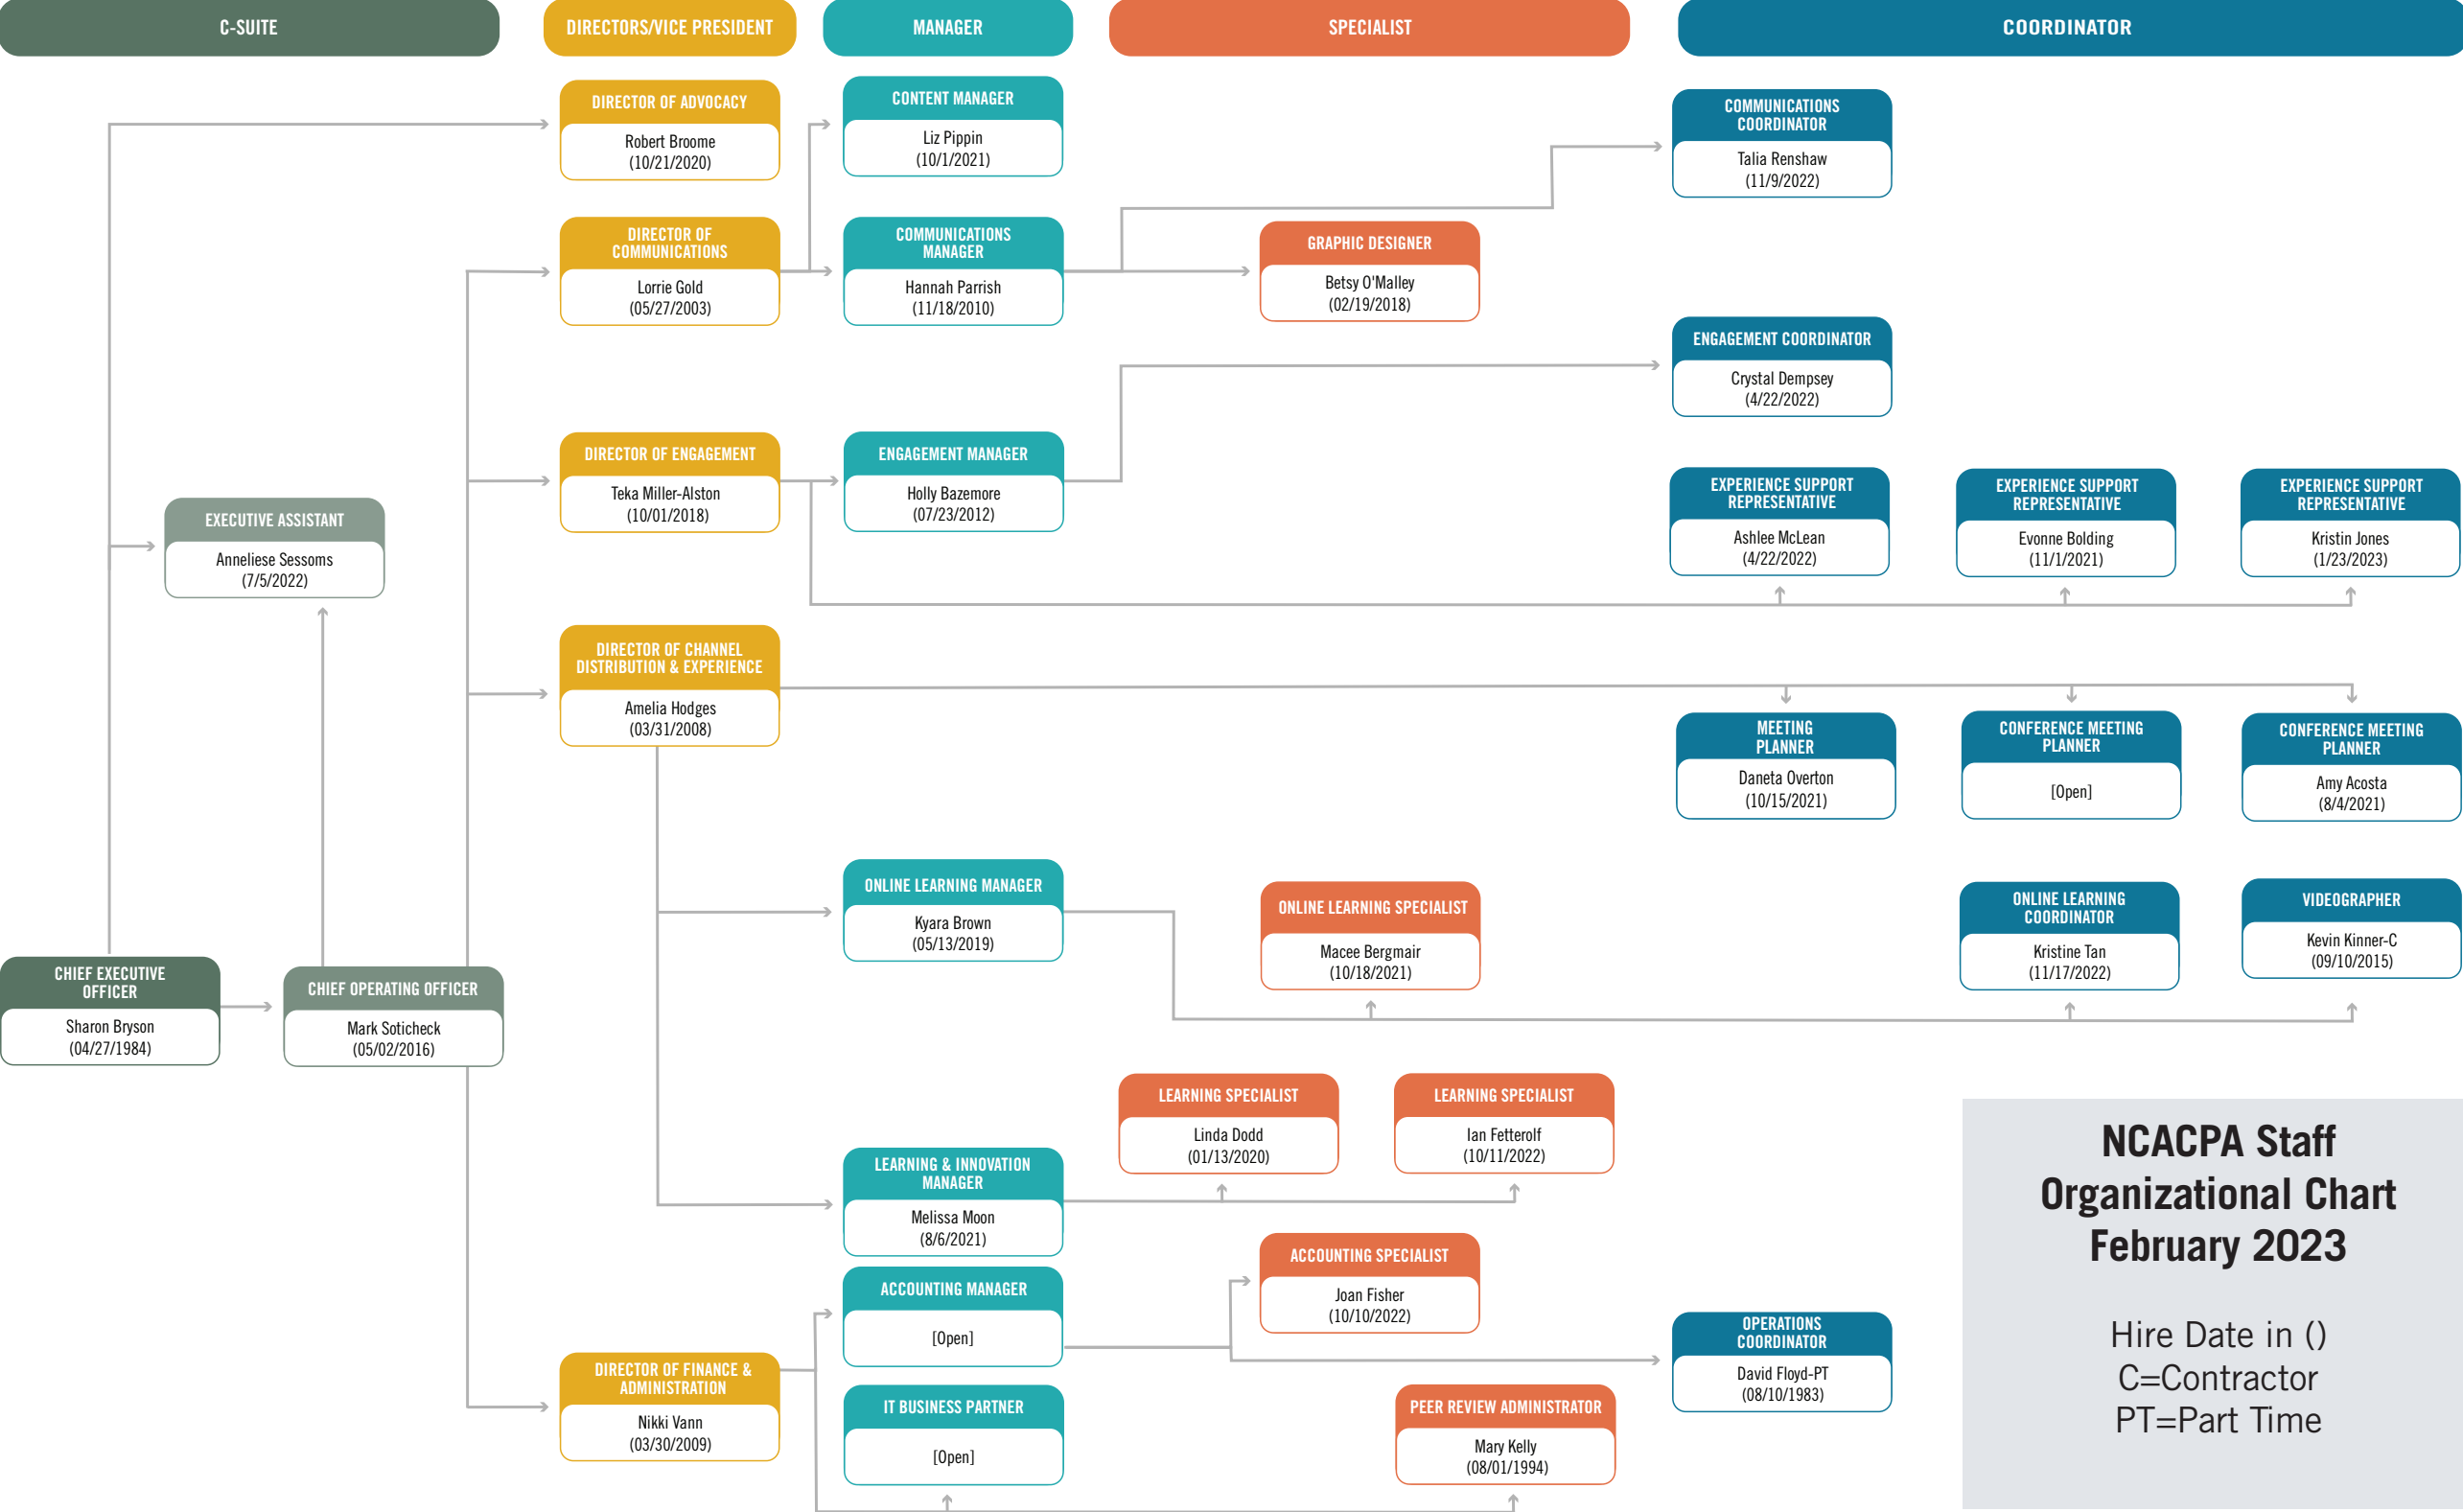 C-SUITE
DIRECTORS/VICE PRESIDENT
MANAGER
SPECIALIST
COORDINATOR
DIRECTOR OF ADVOCACY
Robert Broome
(10/21/2020)
CONTENT MANAGER
Liz Pippin
(10/1/2021)
COMMUNICATIONS
COORDINATOR
Talia Renshaw
(11/9/2022)
DIRECTOR OF
COMMUNICATIONS
Lorrie Gold
(05/27/2003)
COMMUNICATIONS
MANAGER
Hannah Parrish
(11/18/2010)
GRAPHIC DESIGNER
Betsy O'Malley
(02/19/2018)
ENGAGEMENT COORDINATOR
Crystal Dempsey
(4/22/2022)
DIRECTOR OF ENGAGEMENT
Teka Miller-Alston
(10/01/2018)
ENGAGEMENT MANAGER
Holly Bazemore
(07/23/2012)
EXPERIENCE SUPPORT
REPRESENTATIVE
Ashlee McLean
(4/22/2022)
EXPERIENCE SUPPORT
REPRESENTATIVE
Evonne Bolding
(11/1/2021)
EXPERIENCE SUPPORT
REPRESENTATIVE
Kristin Jones
(1/23/2023)
EXECUTIVE ASSISTANT
Anneliese Sessoms
(7/5/2022)
DIRECTOR OF CHANNEL
DISTRIBUTION & EXPERIENCE
Amelia Hodges
(03/31/2008)
MEETING
PLANNER
Daneta Overton
(10/15/2021)
CONFERENCE MEETING
PLANNER
[Open]
CONFERENCE MEETING
PLANNER
Amy Acosta
(8/4/2021)
ONLINE LEARNING MANAGER
Kyara Brown
(05/13/2019)
ONLINE LEARNING SPECIALIST
Macee Bergmair
(10/18/2021)
ONLINE LEARNING
COORDINATOR
Kristine Tan
(11/17/2022)
VIDEOGRAPHER
Kevin Kinner-C
(09/10/2015)
CHIEF EXECUTIVE
OFFICER
Sharon Bryson
(04/27/1984)
CHIEF OPERATING OFFICER
Mark Soticheck
(05/02/2016)
LEARNING SPECIALIST
Linda Dodd
(01/13/2020)
LEARNING SPECIALIST
Ian Fetterolf
(10/11/2022)
LEARNING & INNOVATION
MANAGER
Melissa Moon
(8/6/2021)
ACCOUNTING MANAGER
[Open]
ACCOUNTING SPECIALIST
Joan Fisher
(10/10/2022)
OPERATIONS
COORDINATOR
David Floyd-PT
(08/10/1983)
DIRECTOR OF FINANCE &
ADMINISTRATION
Nikki Vann
(03/30/2009)
IT BUSINESS PARTNER
[Open]
PEER REVIEW ADMINISTRATOR
Mary Kelly
(08/01/1994)
NCACPA Staff
Organizational Chart
February 2023
Hire Date in ()
C=Contractor
PT=Part Time